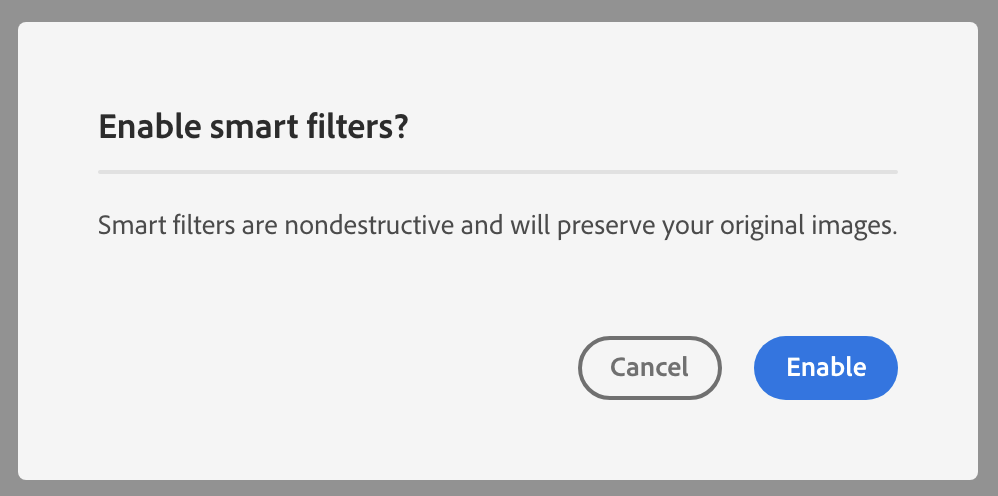 Enable smart filters?
Smart filters are nondestructive and will preserve your original images.
Cancel
Enable